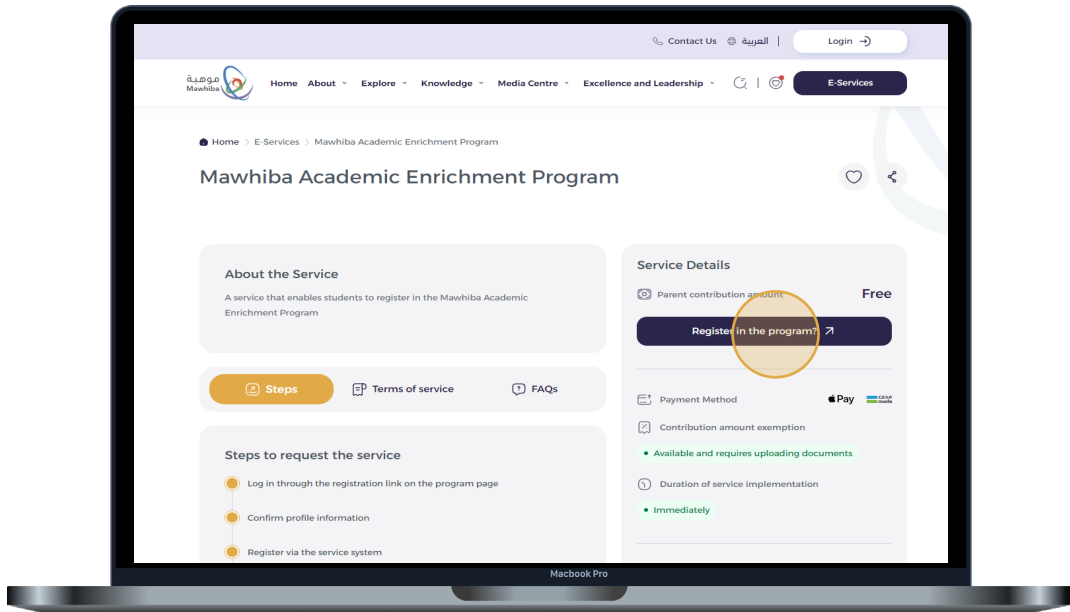 Contact Us العربية | Login
موهبة
Mawhiba
Home About Explore Knowledge Media Centre Excellence and Leadership | E-Services
Home > E-Services > Mawhiba Academic Enrichment Program
Mawhiba Academic Enrichment Program
About the Service
A service that enables students to register in the Mawhiba Academic
Enrichment Program
Steps Terms of service FAQs
Steps to request the service
Log in through the registration link on the program page
Confirm profile information
Register via the service system
Service Details
Parent contribution amount Free
Register in the program?
Payment Method Pay mada
Contribution amount exemption
Available and requires uploading documents
Duration of service implementation
Immediately
Macbook Pro